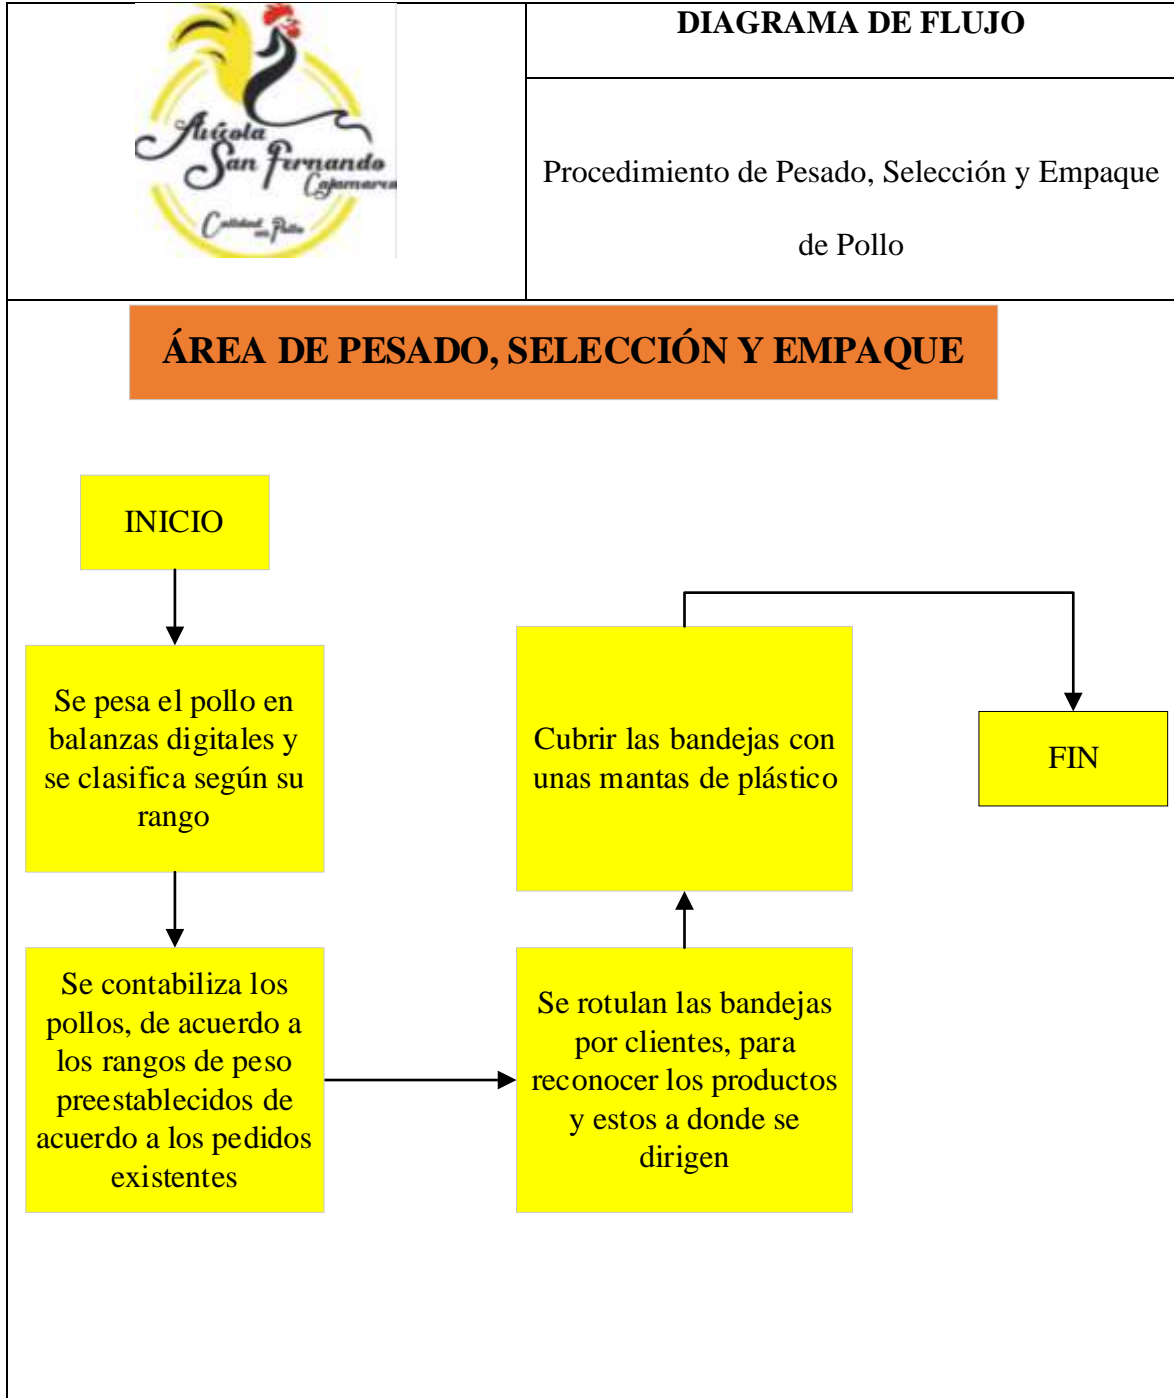 Avícola
San Fernando
Cajamarca
DIAGRAMA DE FLUJO
Procedimiento de Pesado, Selección y Empaque
de Pollo
ÁREA DE PESADO, SELECCIÓN Y EMPAQUE
INICIO
Se pesa el pollo en
balanzas digitales y
se clasifica según su
rango
Se contabiliza los
pollos, de acuerdo a
los rangos de peso
preestablecidos de
acuerdo a los pedidos
existentes
Se rotulan las bandejas
por clientes, para
reconocer los productos
y estos a donde se
dirigen
Cubrir las bandejas con
unas mantas de plástico
FIN